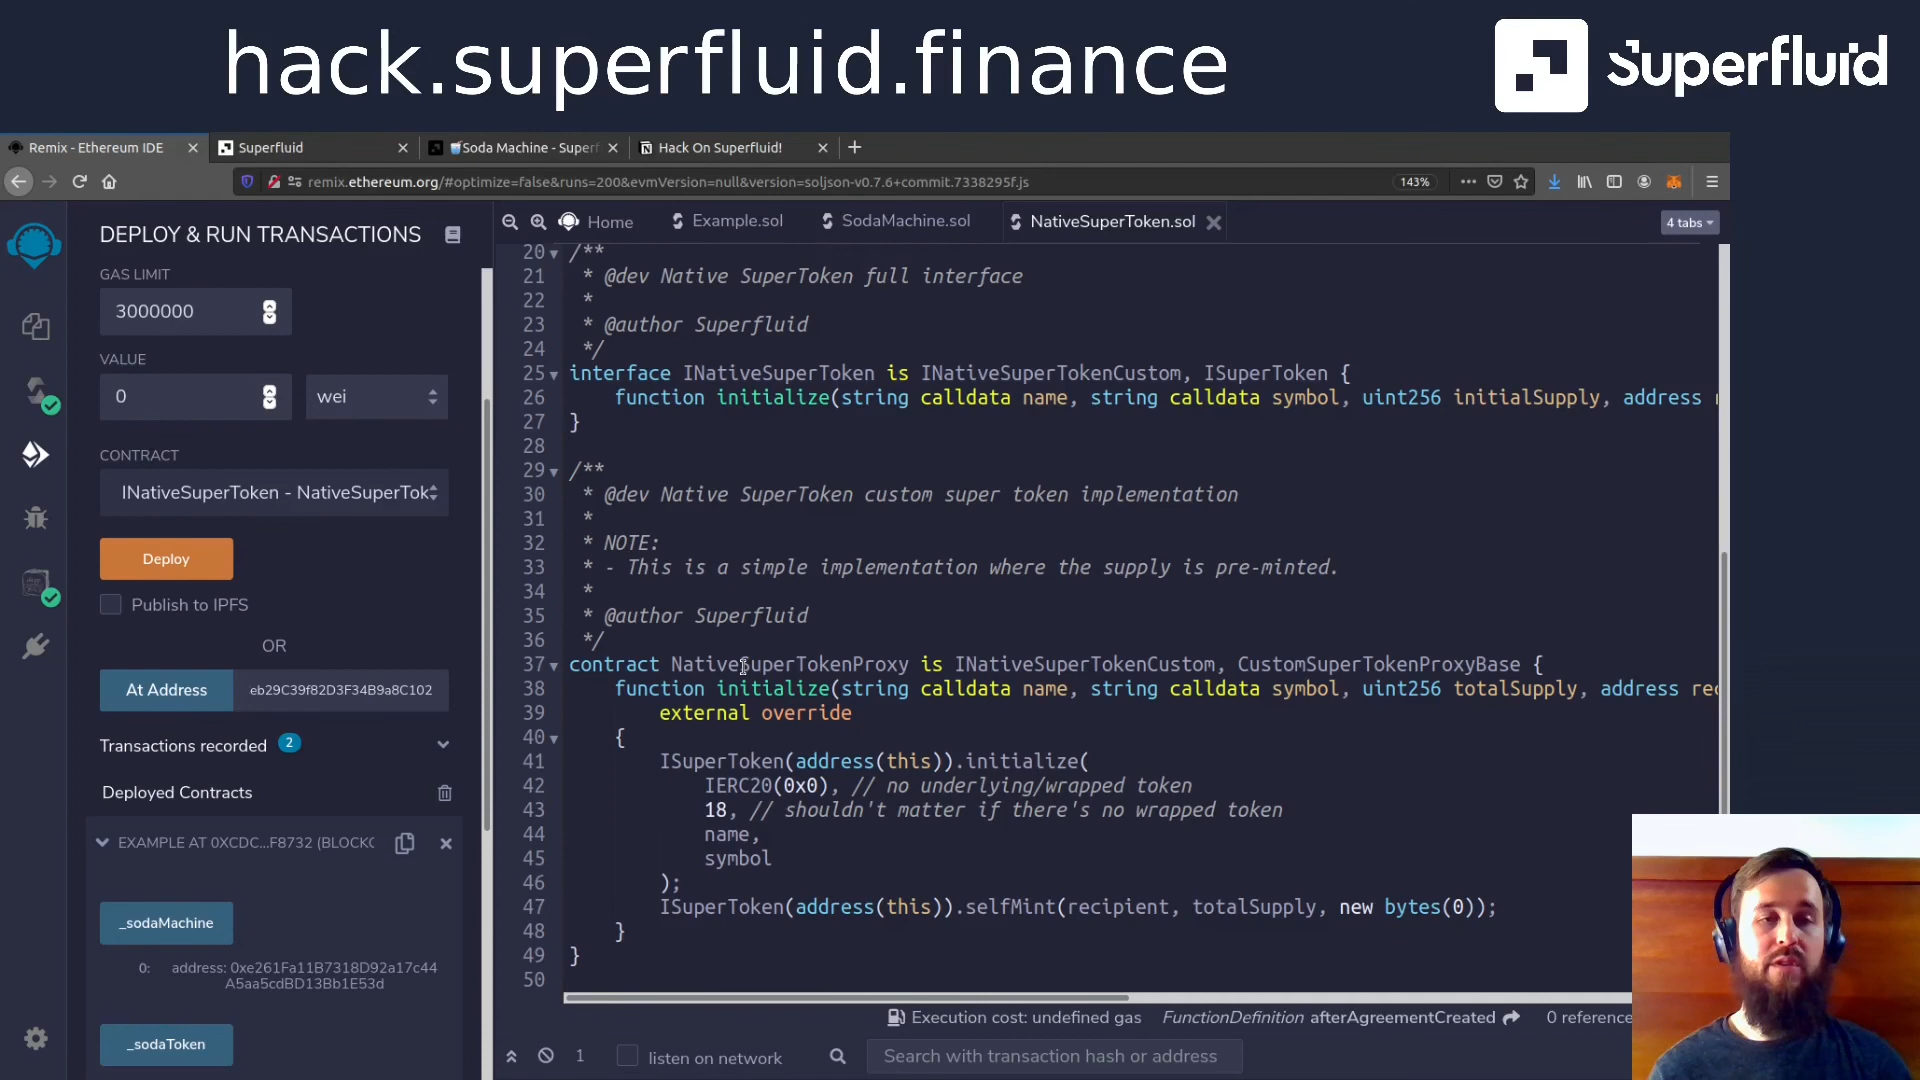 hack.superfluid.finance
Superfluid
Remix - Ethereum IDE
Superfluid
Soda Machine - Superf
Hack On Superfluid!
remix.ethereum.org/#optimize=false&runs=200&evmVersion=null&version=soljson-v0.7.6+commit.7338295f.js
143%
DEPLOY & RUN TRANSACTIONS
GAS LIMIT
3000000
VALUE
0
wei
CONTRACT
INativeSuperToken - NativeSuperTok
Deploy
Publish to IPFS
OR
At Address
eb29C39f82D3F34B9a8C102
Transactions recorded 2
Deployed Contracts
EXAMPLE AT 0XCDC...F8732 (BLOCKC
_sodaMachine
0: address: 0xe261Fa11B7318D92a17c44
A5aa5cdBD13Bb1E53d
_sodaToken
Home
Example.sol
SodaMachine.sol
NativeSuperToken.sol
4 tabs
20 /**
21 * @dev Native SuperToken full interface
22 *
23 * @author Superfluid
24 */
25 interface INativeSuperToken is INativeSuperTokenCustom, ISuperToken {
26 function initialize(string calldata name, string calldata symbol, uint256 initialSupply, address r
27 }
28
29 /**
30 * @dev Native SuperToken custom super token implementation
31 *
32 * NOTE:
33 * - This is a simple implementation where the supply is pre-minted.
34 *
35 * @author Superfluid
36 */
37 contract NativeSuperTokenProxy is INativeSuperTokenCustom, CustomSuperTokenProxyBase {
38 function initialize(string calldata name, string calldata symbol, uint256 totalSupply, address rec
39 external override
40 {
41 ISuperToken(address(this)).initialize(
42 IERC20(0x0), // no underlying/wrapped token
43 18, // shouldn't matter if there's no wrapped token
44 name,
45 symbol
46 );
47 ISuperToken(address(this)).selfMint(recipient, totalSupply, new bytes(0));
48 }
49 }
50
Execution cost: undefined gas FunctionDefinition afterAgreementCreated 0 reference
1 listen on network Search with transaction hash or address